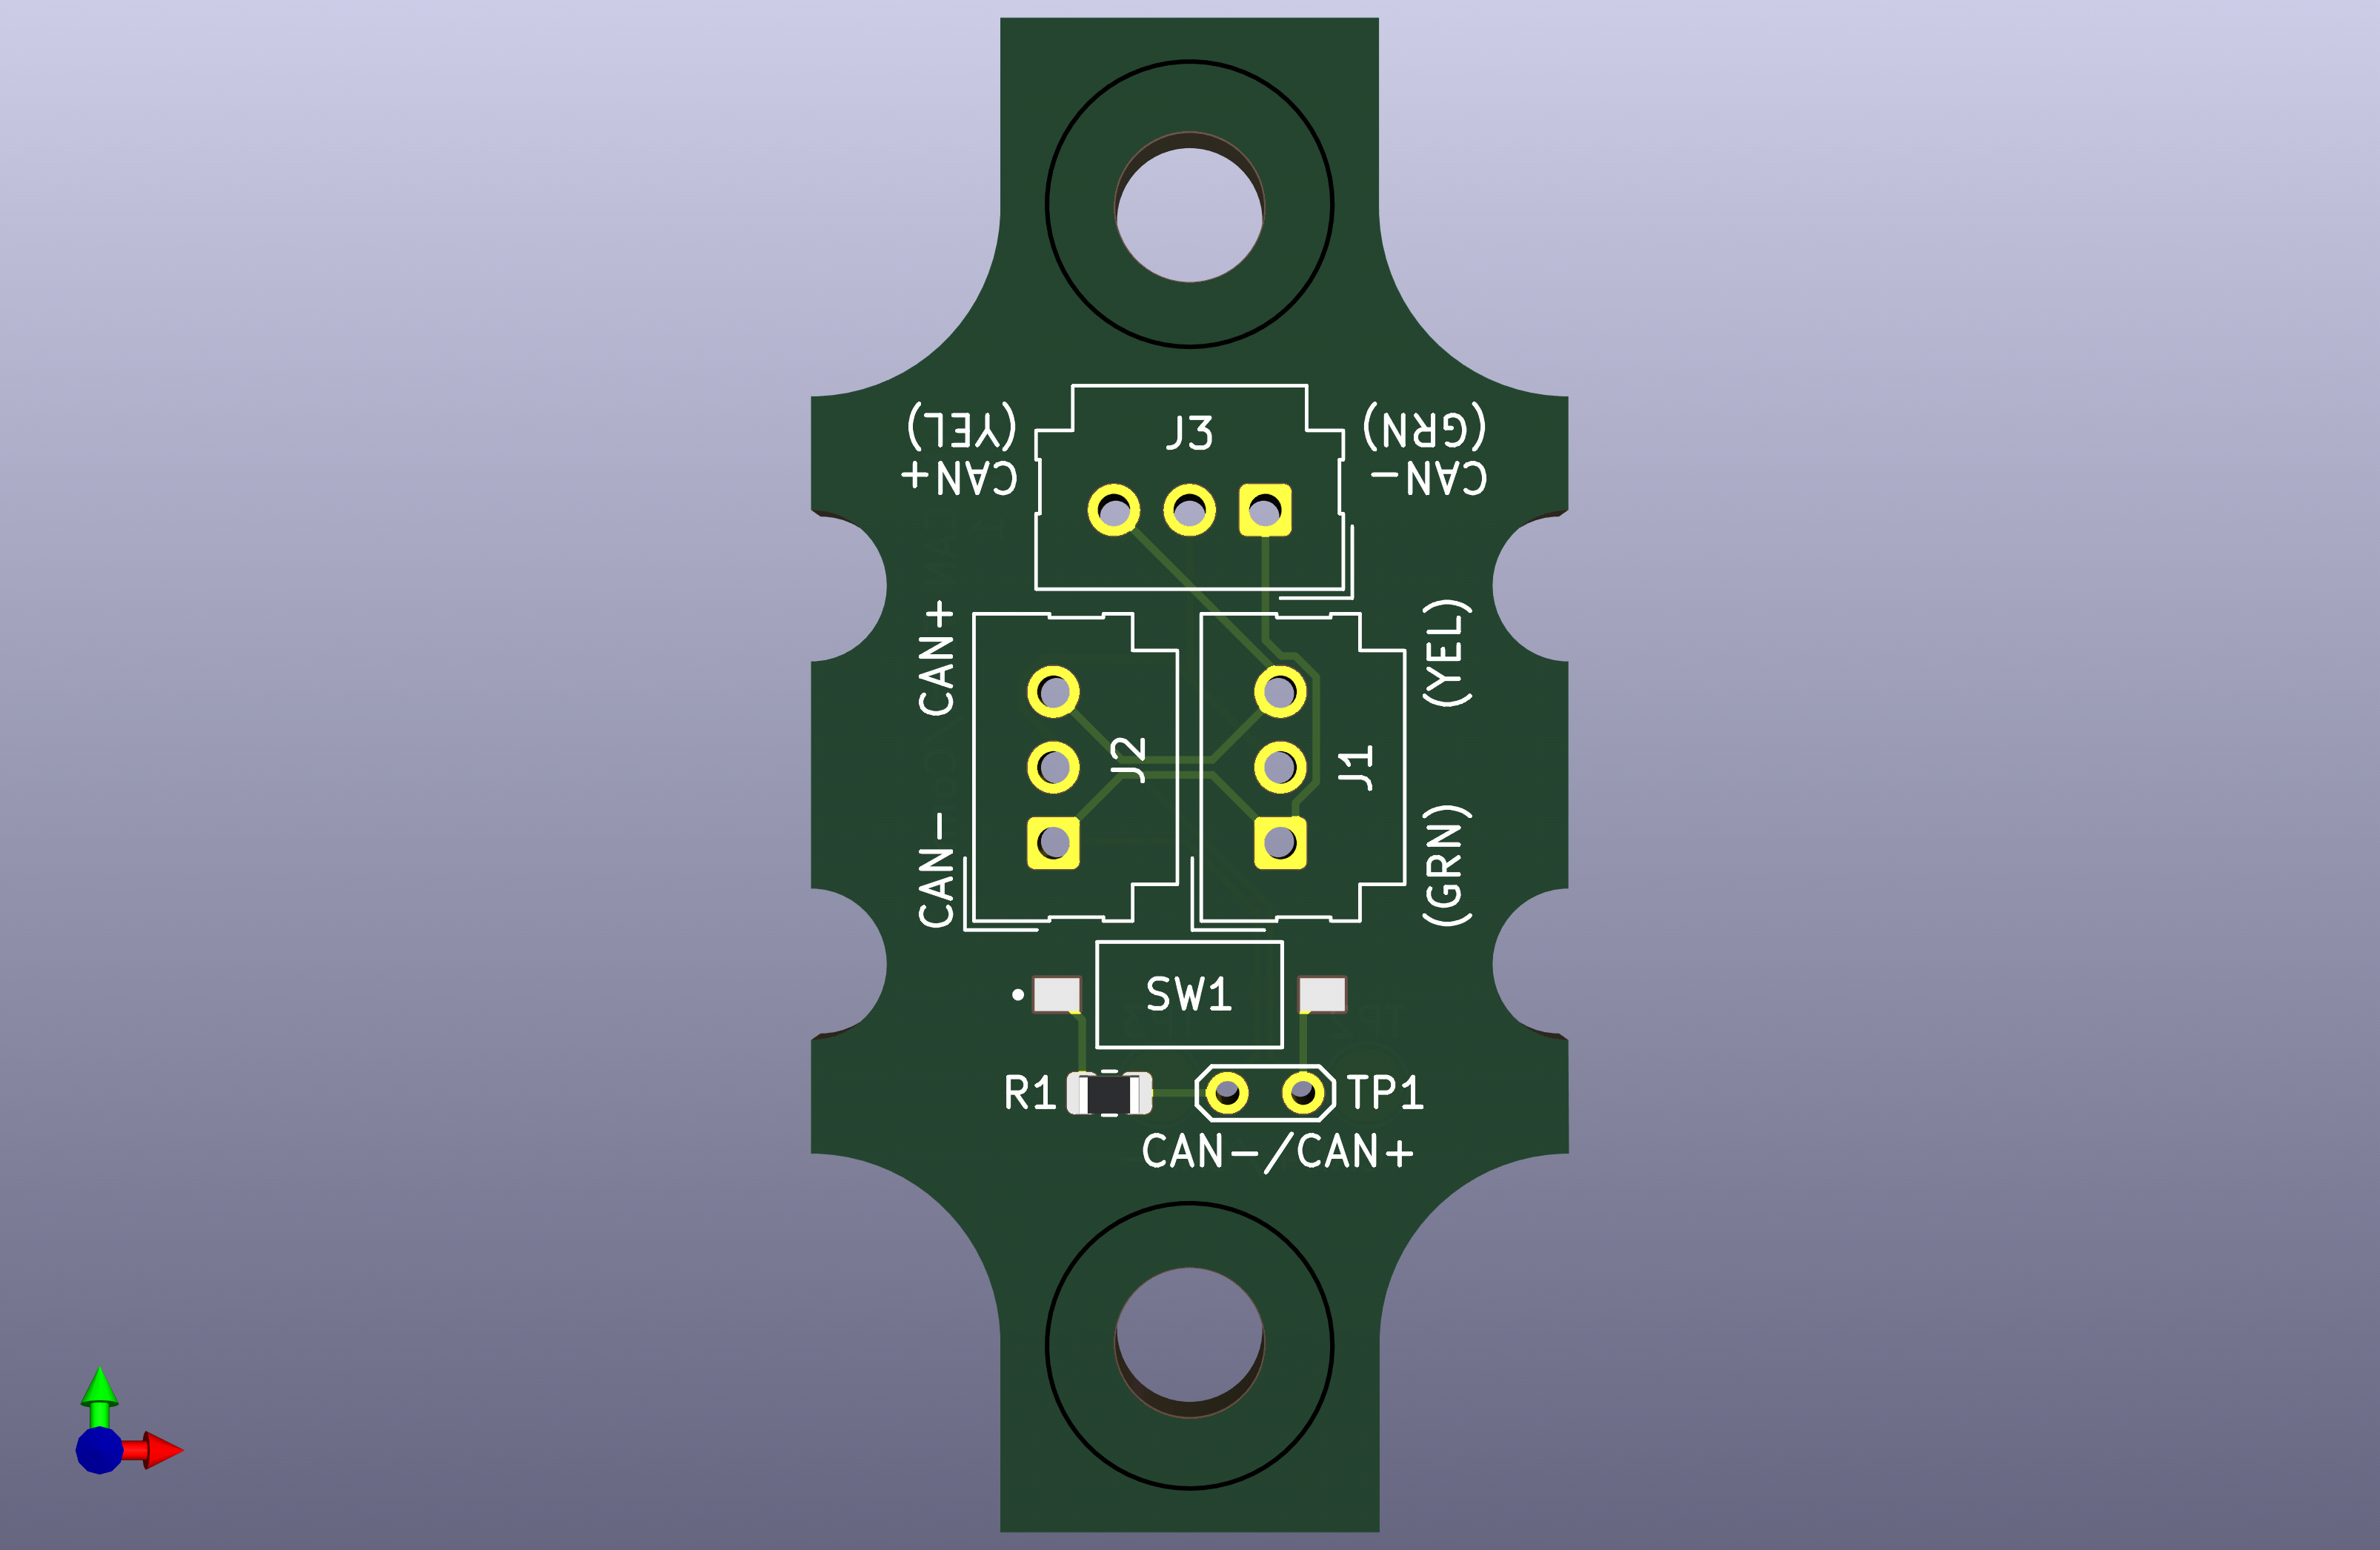 (YEL)
CAN+
J3
(GRN)
CAN-
CAN+
CAN-
J2
J1
(YEL)
(GRN)
SW1
R1
TP1
CAN-/CAN+